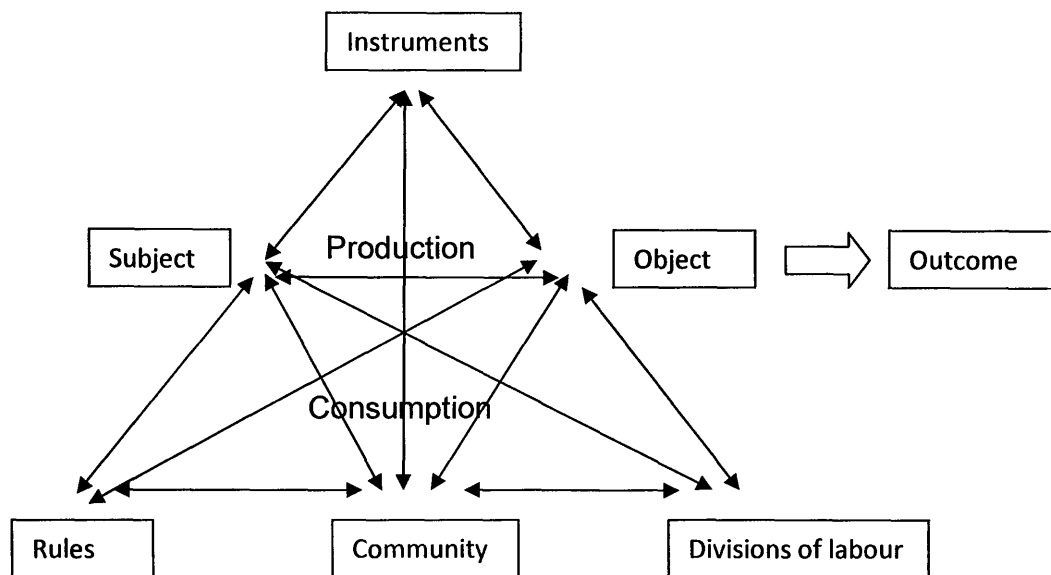 Instruments
Production
Subject
Object
Outcome
Consumption
Rules
Community
Divisions of labour